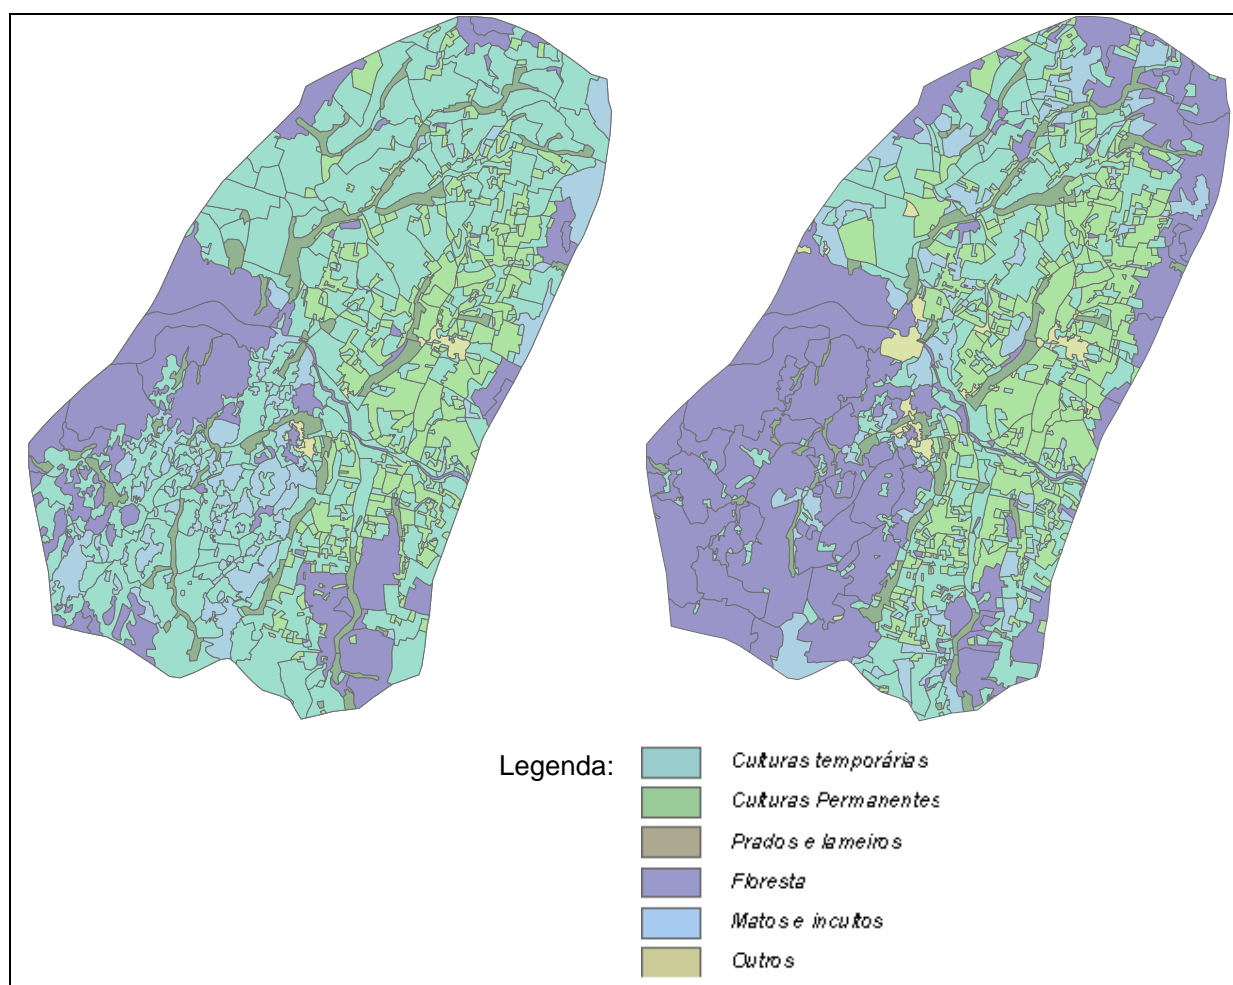 Legenda:
Culturas temporárias
Culturas Permanentes
Prados e lameiros
Floresta
Matos e incultos
Outros